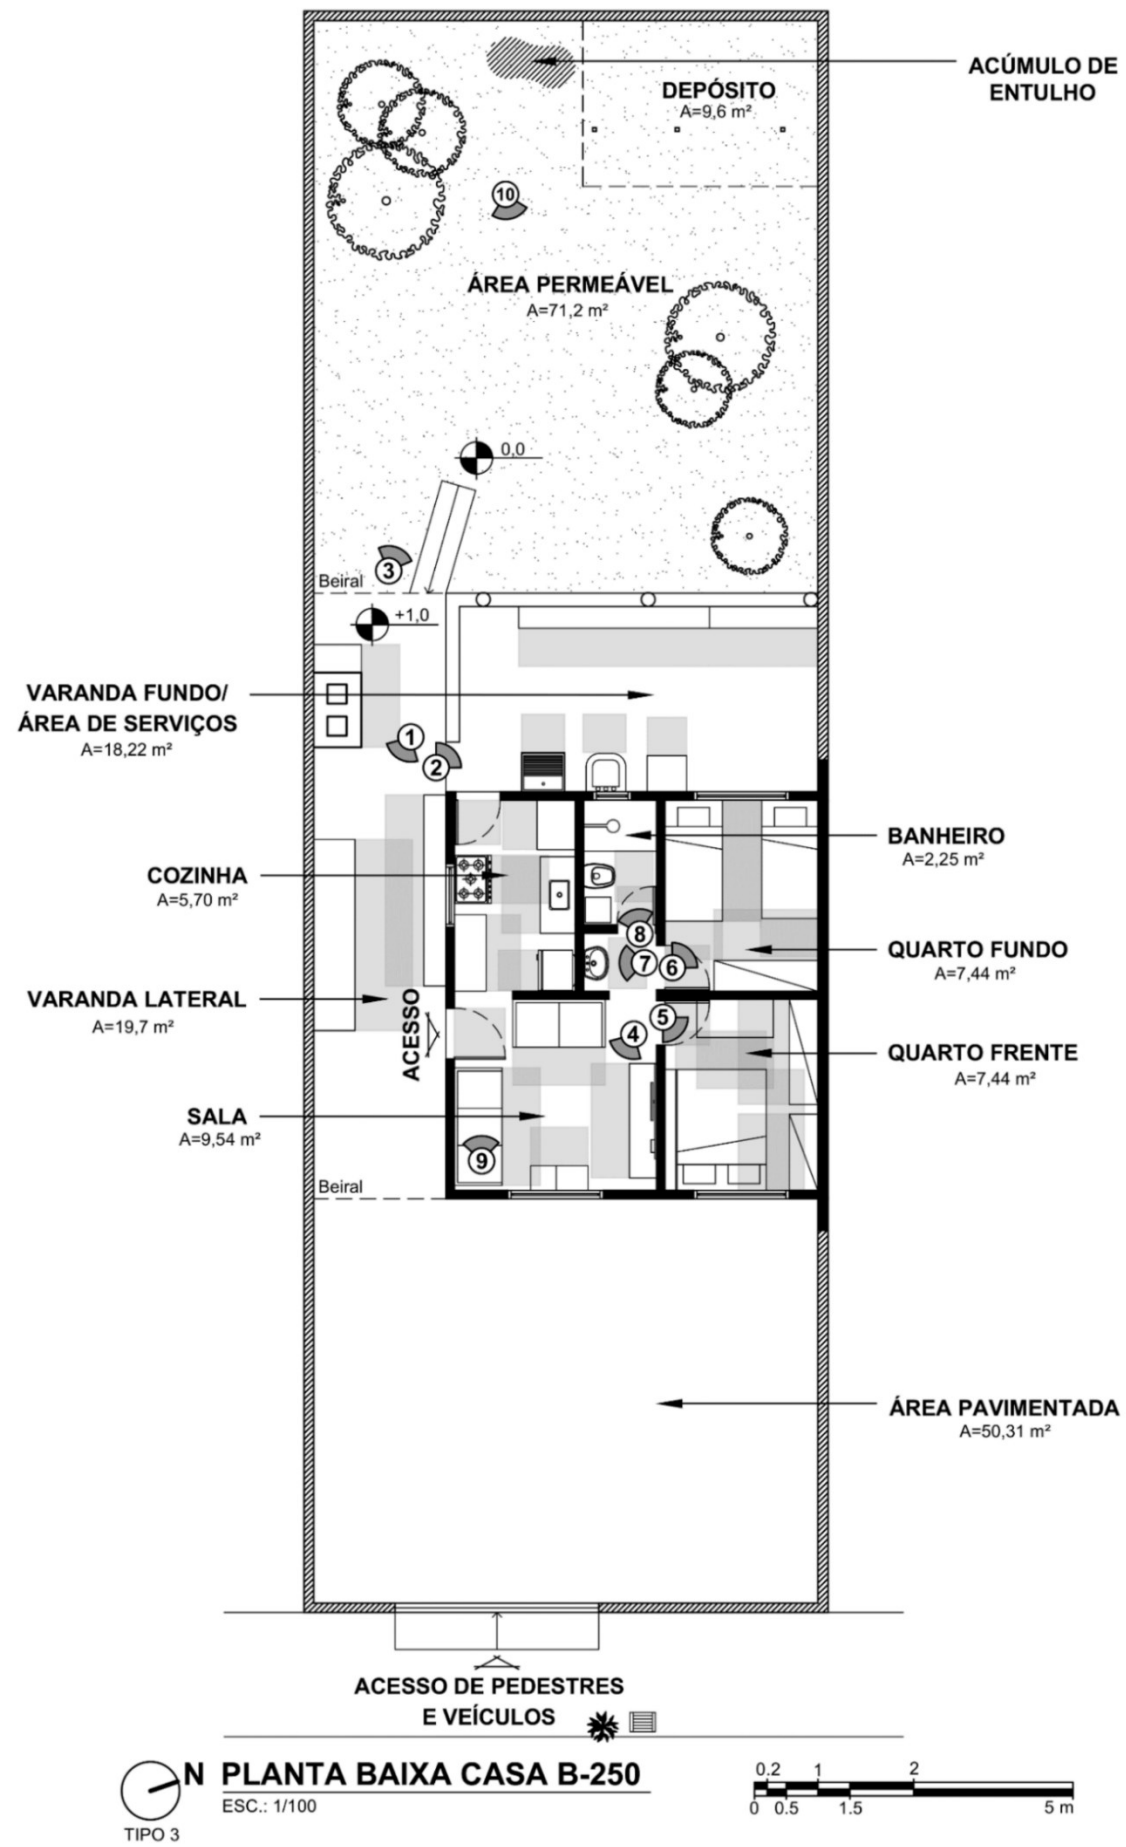 ACÚMULO DE
ENTULHO
DEPÓSITO
A=9,6 m²
10
ÁREA PERMEÁVEL
A=71,2 m²
0,0
3
Beiral
+1,0
VARANDA FUNDO/
ÁREA DE SERVIÇOS
A=18,22 m²
1
2
BANHEIRO
A=2,25 m²
COZINHA
A=5,70 m²
8
7
6
QUARTO FUNDO
A=7,44 m²
VARANDA LATERAL
A=19,7 m²
ACESSO
5
4
QUARTO FRENTE
A=7,44 m²
SALA
A=9,54 m²
9
Beiral
ÁREA PAVIMENTADA
A=50,31 m²
ACESSO DE PEDESTRES
E VEÍCULOS
N
TIPO 3
PLANTA BAIXA CASA B-250
ESC.: 1/100
0.2 1 2
0 0.5 1.5 5 m